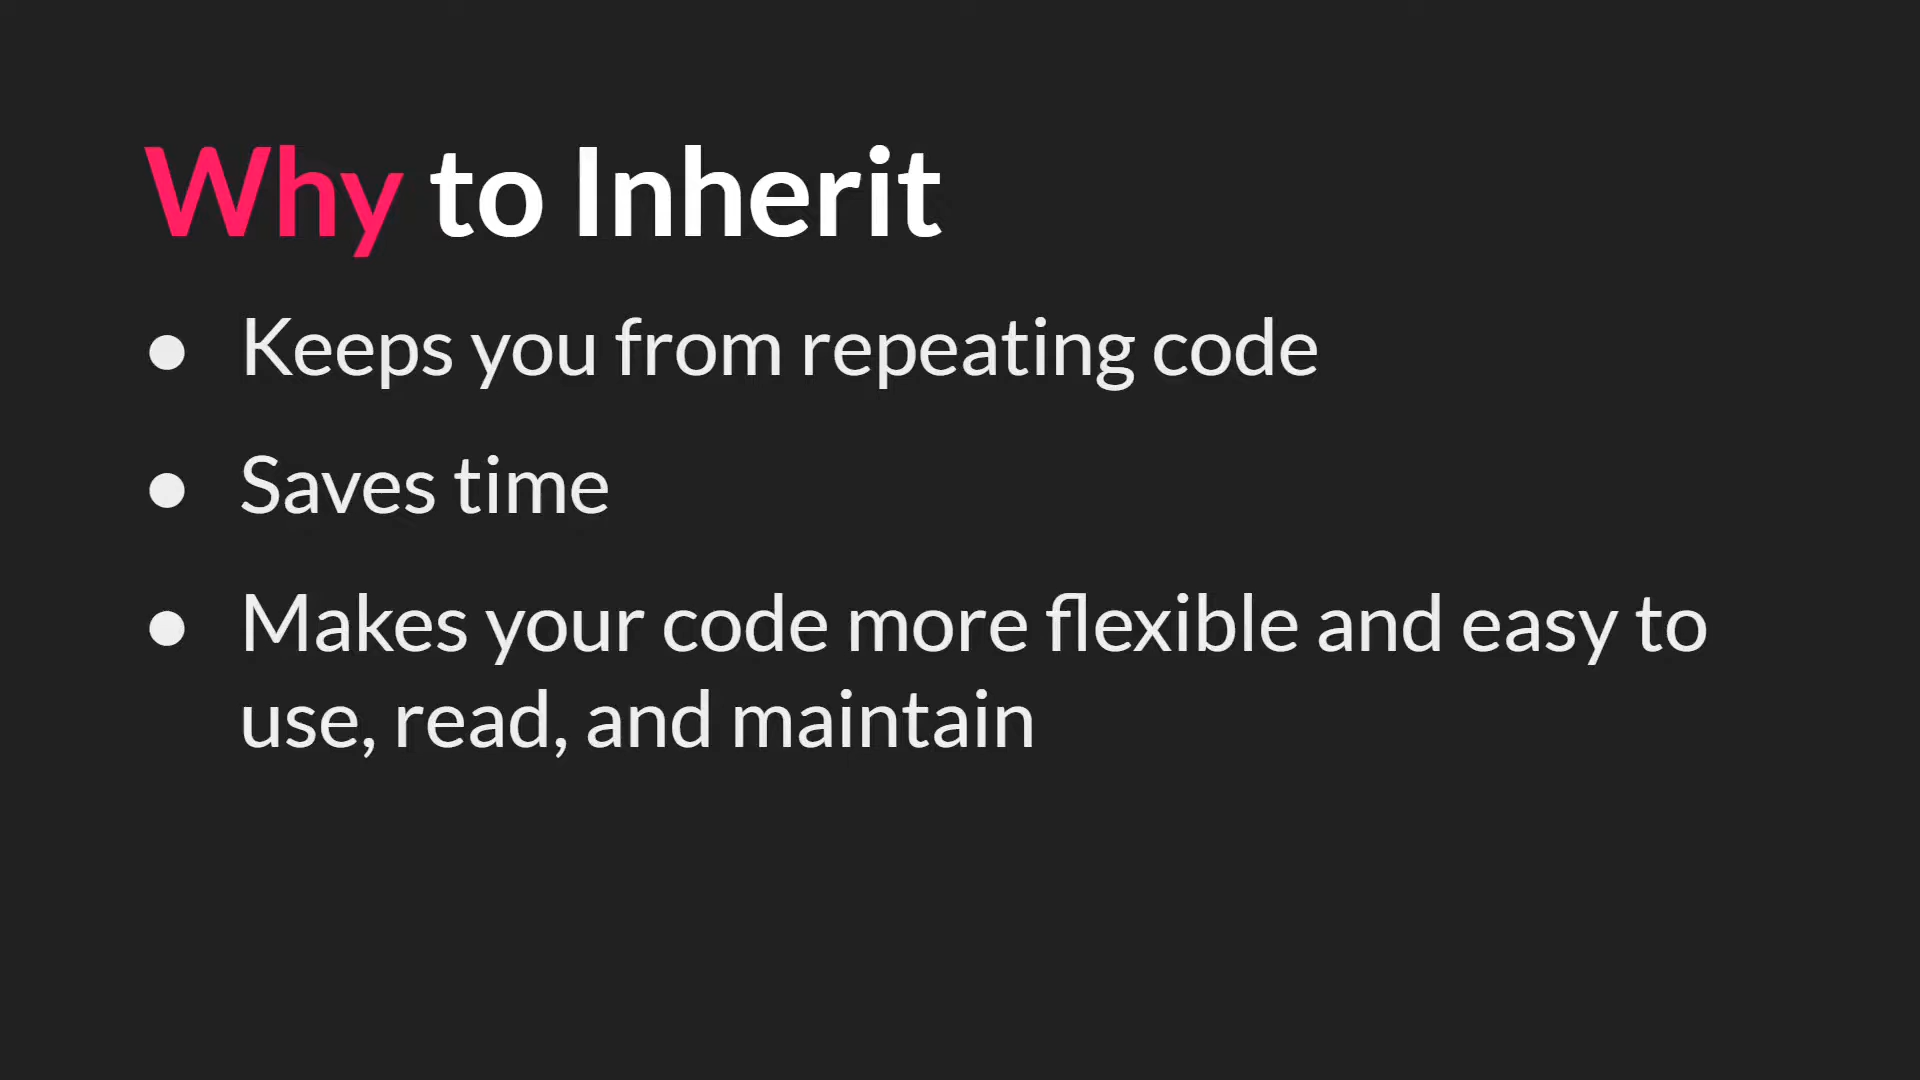 Why to Inherit
● Keeps you from repeating code
● Saves time
● Makes your code more flexible and easy to
use, read, and maintain